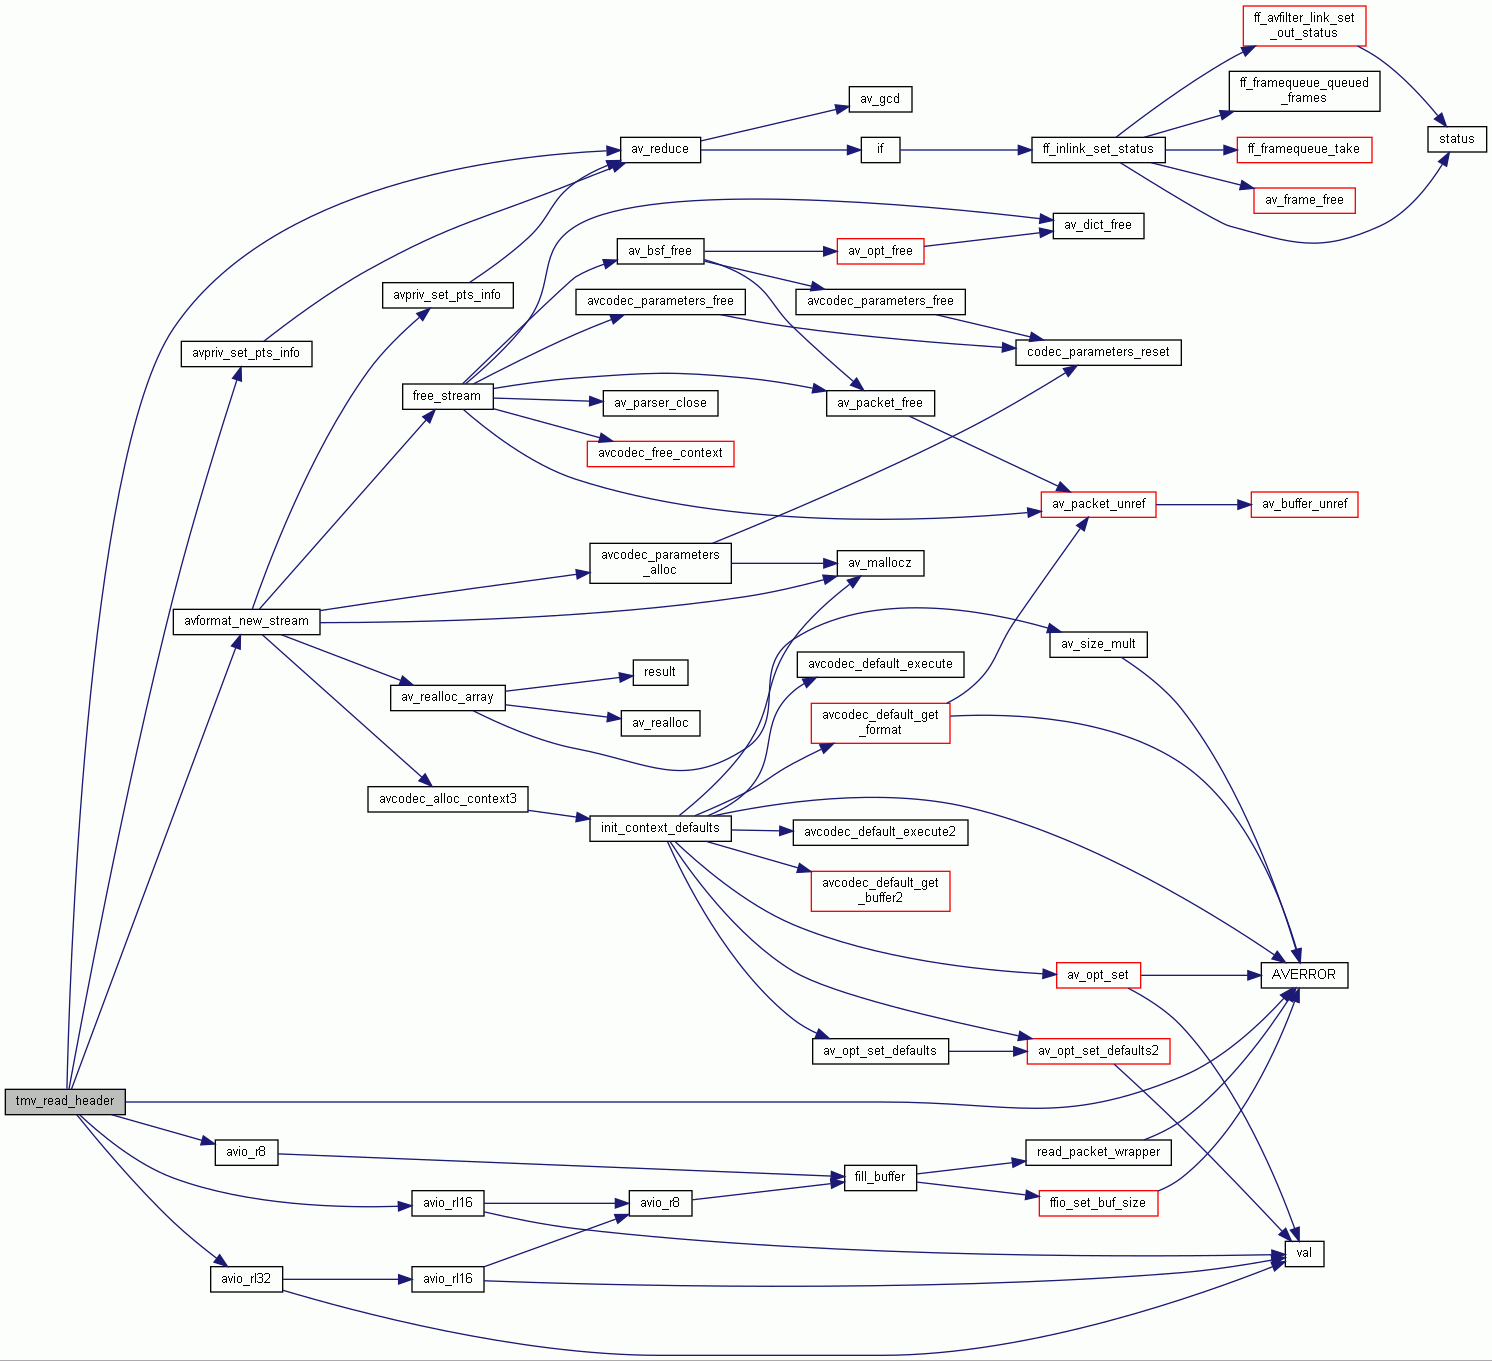 ff_avfilter_link_set
_out_status
ff_framequeue_queued
_frames
av_gcd
status
av_reduce
if
ff_inlink_set_status
ff_framequeue_take
av_frame_free
av_dict_free
av_bsf_free
av_opt_free
avpriv_set_pts_info
avcodec_parameters_free
avcodec_parameters_free
avpriv_set_pts_info
codec_parameters_reset
free_stream
av_parser_close
av_packet_free
avcodec_free_context
av_packet_unref
av_buffer_unref
avcodec_parameters
_alloc
av_mallocz
avformat_new_stream
av_size_mult
avcodec_default_execute
result
av_realloc_array
av_realloc
avcodec_default_get
_format
avcodec_alloc_context3
init_context_defaults
avcodec_default_execute2
avcodec_default_get
_buffer2
av_opt_set
AVERROR
av_opt_set_defaults
av_opt_set_defaults2
tmv_read_header
avio_r8
read_packet_wrapper
fill_buffer
avio_rl16
avio_r8
ffio_set_buf_size
val
avio_rl32
avio_rl16